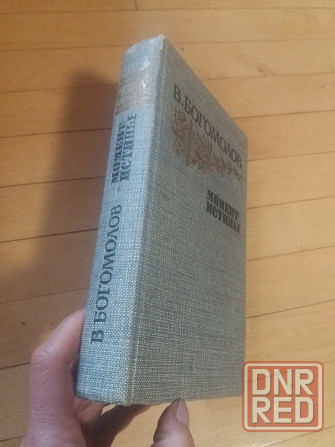 В. БОГОМОЛОВ
МОМЕНТ
ИСТИНЫ
В БОГОМОЛОВ
МОМЕНТ
ИСТИНЫ
DNR
RED